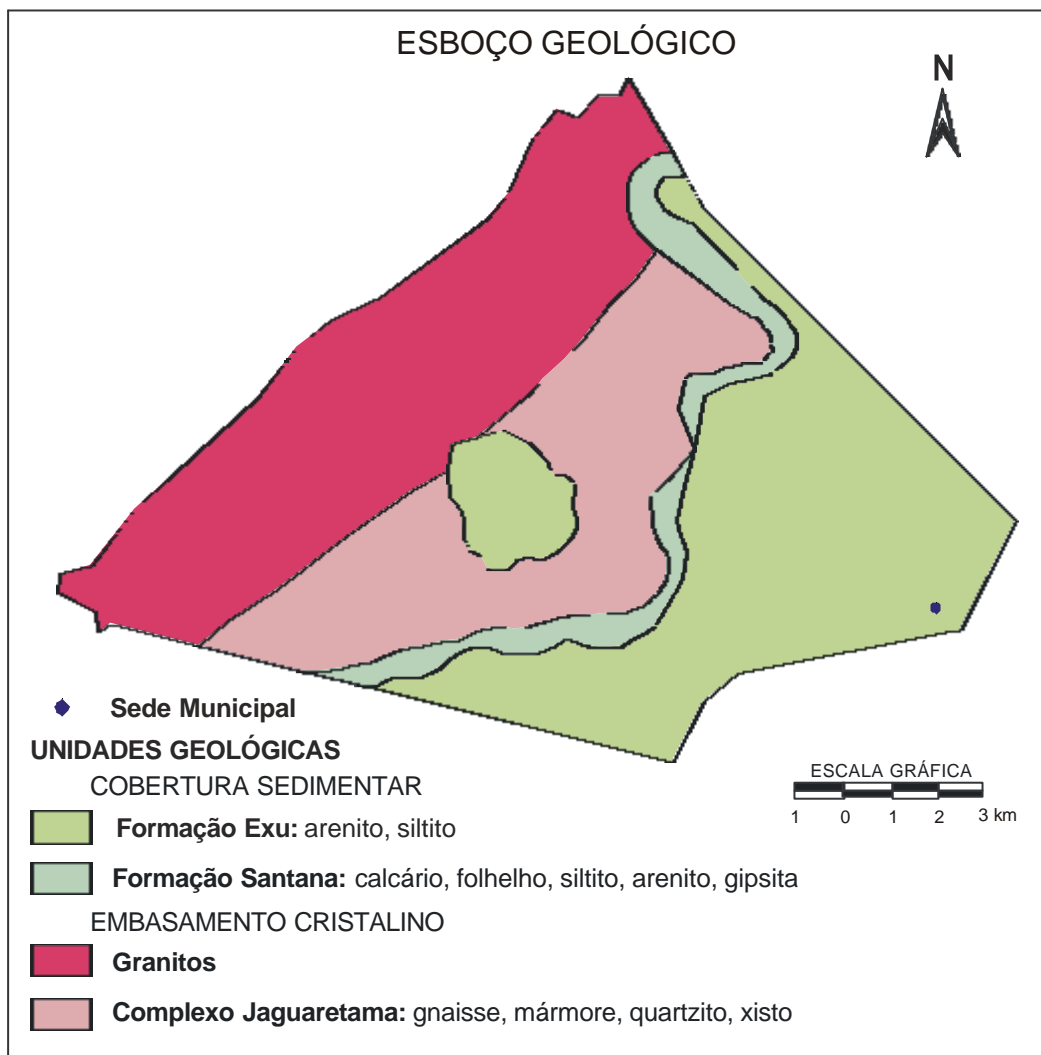 ESBOÇO GEOLÓGICO
N
Sede Municipal
UNIDADES GEOLÓGICAS
COBERTURA SEDIMENTAR
ESCALA GRÁFICA
1 0 1 2 3 km
Formação Exu: arenito, siltito
Formação Santana: calcário, folhelho, siltito, arenito, gipsita
EMBASAMENTO CRISTALINO
Granitos
Complexo Jaguaretama: gnaisse, mármore, quartzito, xisto